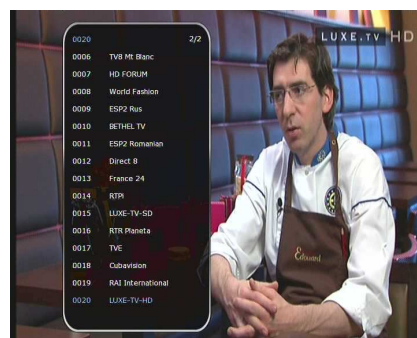 0020 2/2
LUXE.TV HD
0006 TV8 Mt Blanc
0007 HD FORUM
0008 World Fashion
0009 ESP2 Rus
0010 BETHEL TV
0011 ESP2 Romanian
0012 Direct 8
0013 France 24
0014 RTPi
0015 LUXE-TV-SD
0016 RTR Planeta
0017 TVE
0018 Cubavision
0019 RAI International
0020 LUXE-TV-HD
Edouard